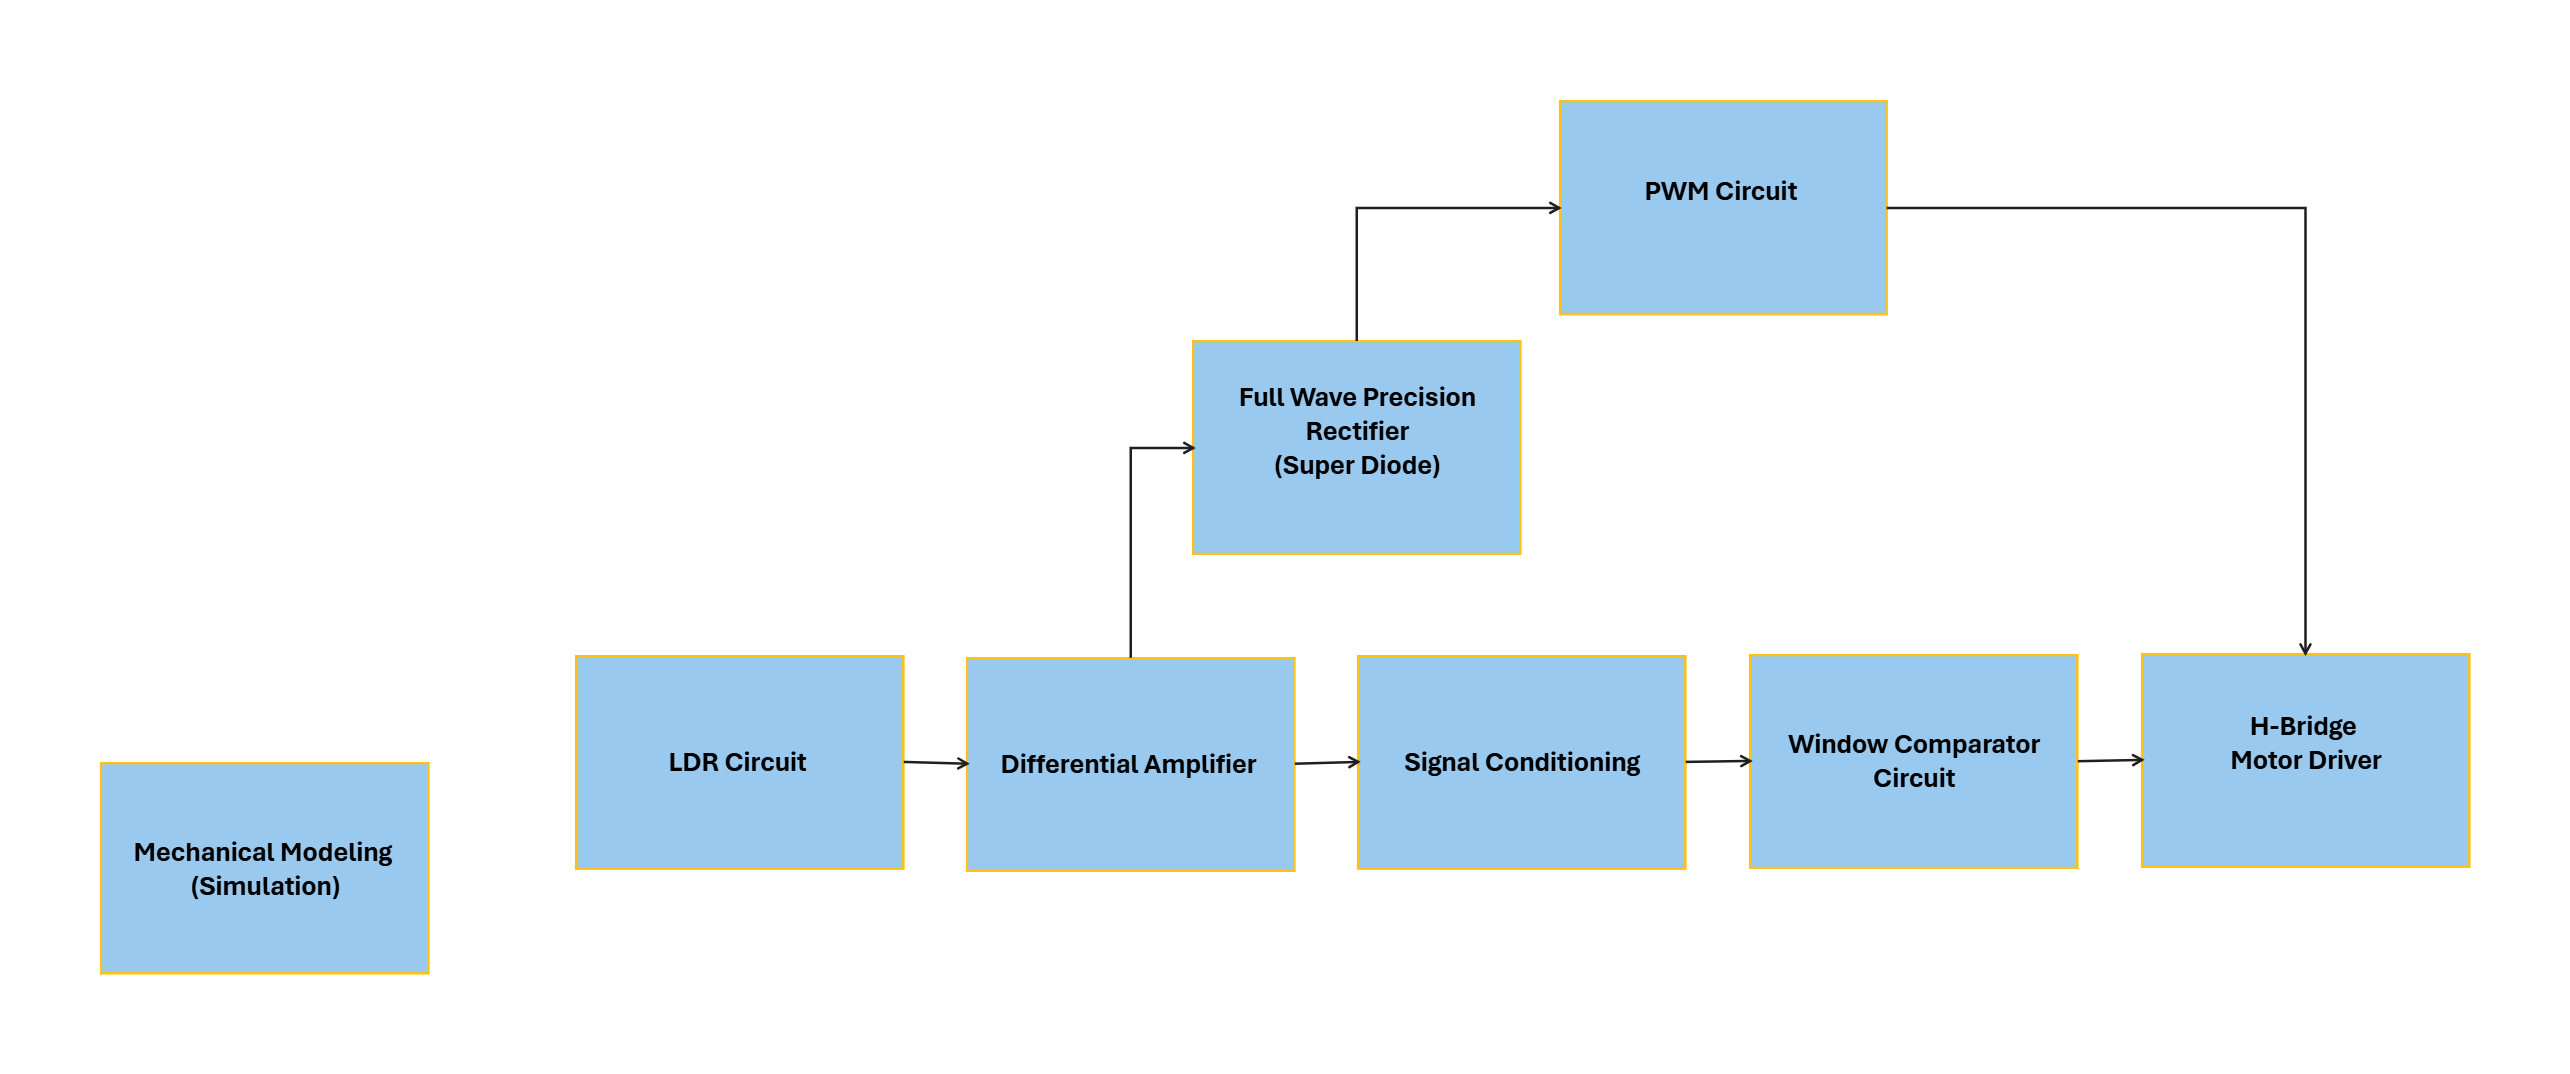 PWM Circuit
Full Wave Precision
Rectifier
(Super Diode)
LDR Circuit
Differential Amplifier
Signal Conditioning
Window Comparator
Circuit
H-Bridge
Motor Driver
Mechanical Modeling
(Simulation)